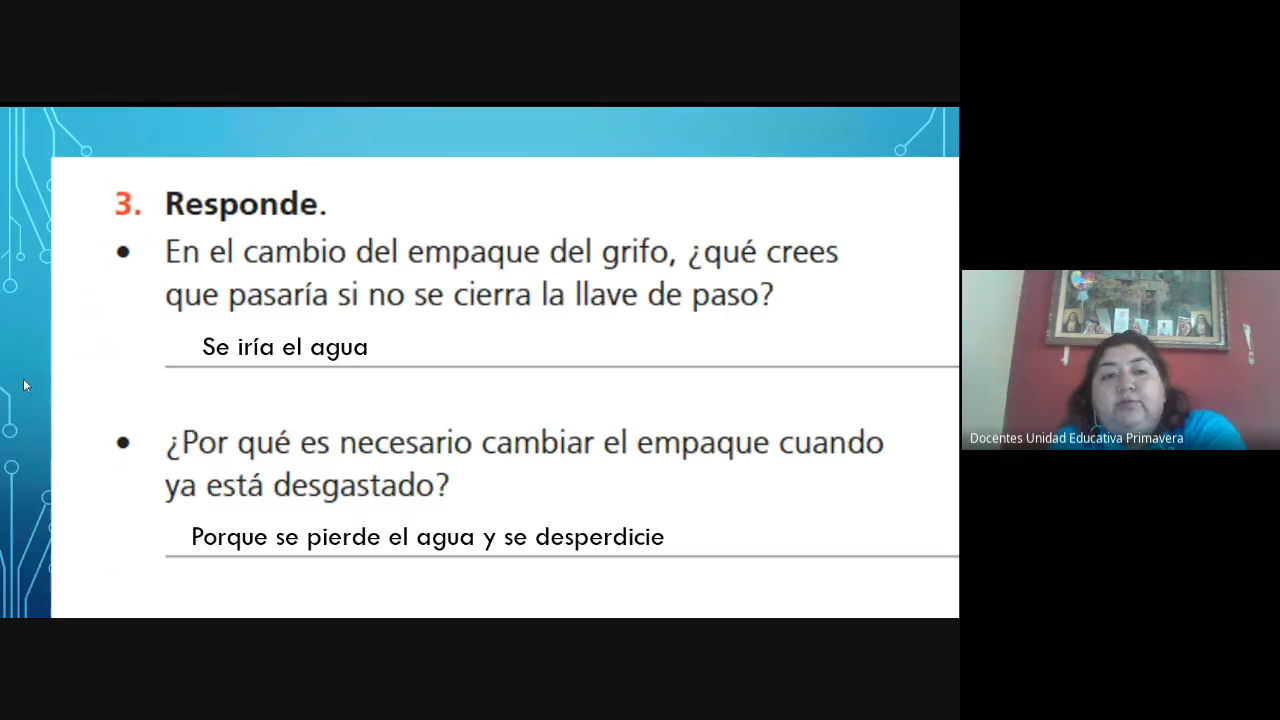 3. Responde.
• En el cambio del empaque del grifo, ¿qué crees
que pasaría si no se cierra la llave de paso?
Se iría el agua
• ¿Por qué es necesario cambiar el empaque cuando
ya está desgastado?
Porque se pierde el agua y se desperdicie
Docentes Unidad Educativa Primavera